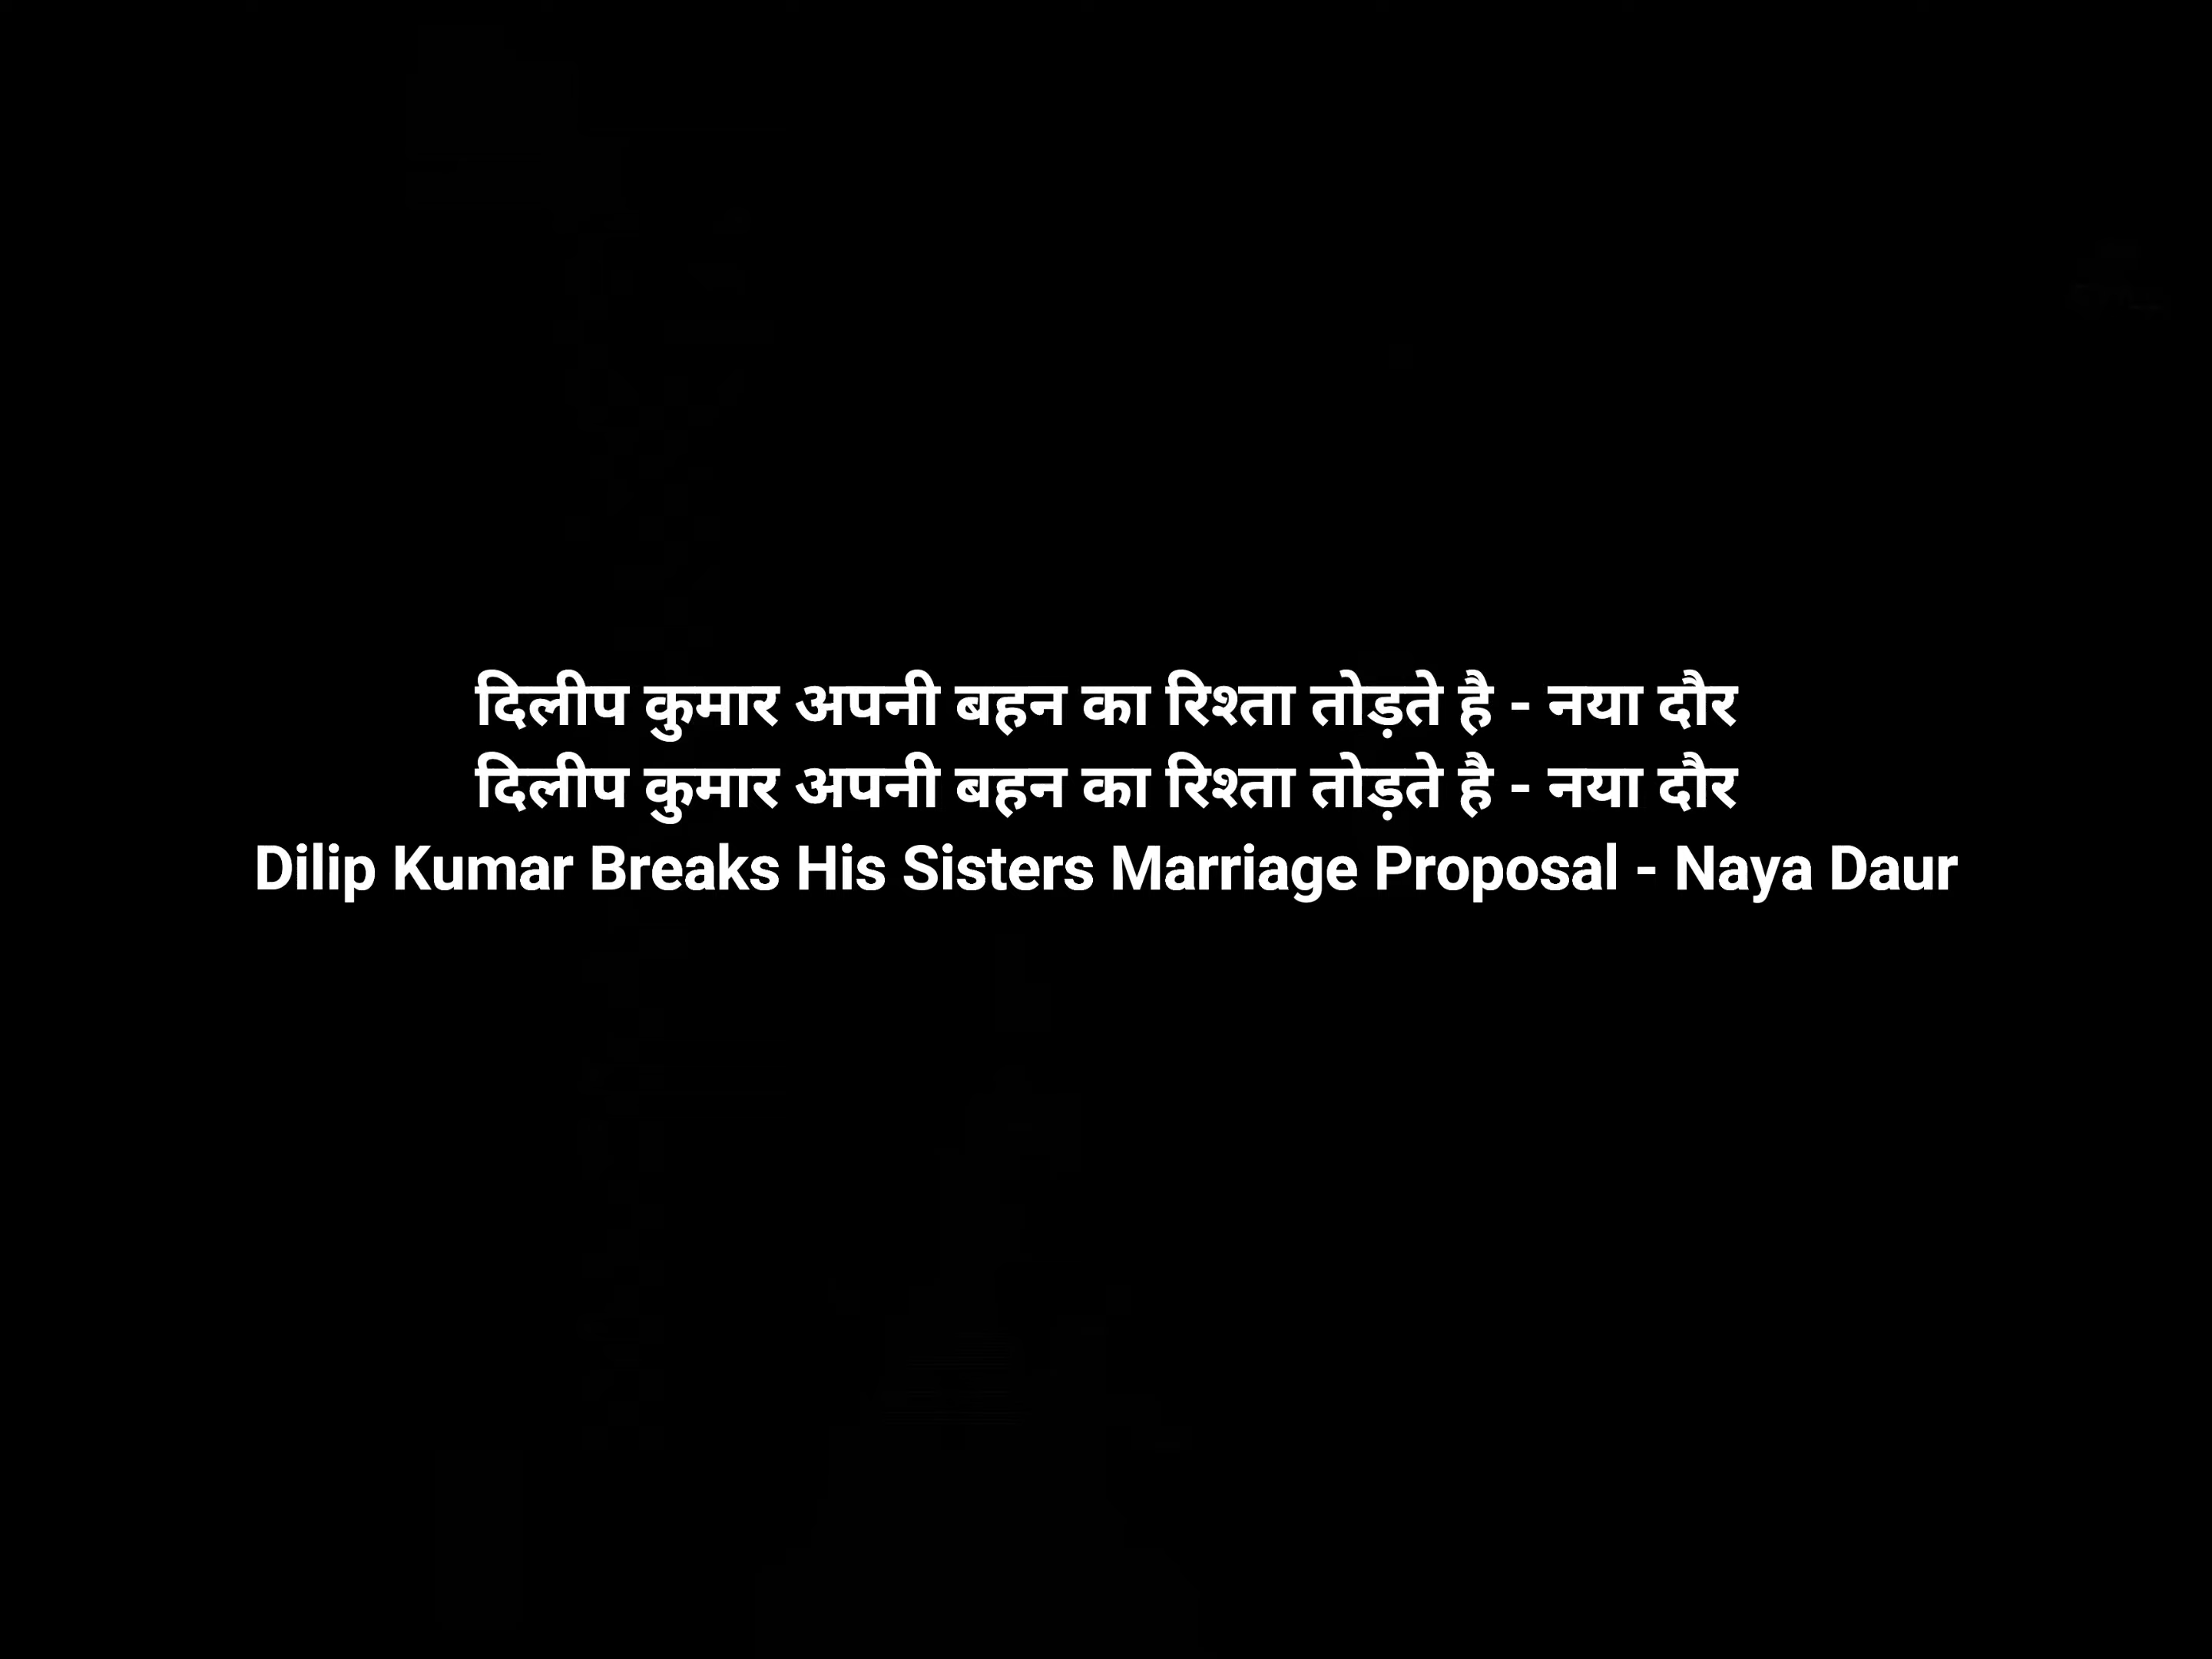 दिलीप कुमार अपनी बहन का रिश्ता तोड़ते है - नया दौर
दिलीप कुमार अपनी बहन का रिश्ता तोड़ते है - नया दौर
Dilip Kumar Breaks His Sisters Marriage Proposal - Naya Daur